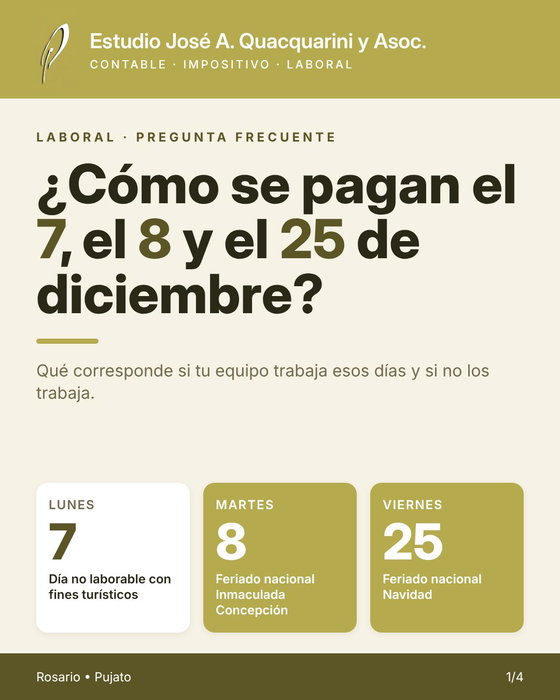 Estudio José A. Quacquarini y Asoc.
CONTABLE · IMPOSITIVO · LABORAL
LABORAL · PREGUNTA FRECUENTE
¿Cómo se pagan el
7, el 8 y el 25 de
diciembre?
Qué corresponde si tu equipo trabaja esos días y si no los
trabaja.
LUNES
7
Día no laborable con
fines turísticos
MARTES
8
Feriado nacional
Inmaculada
Concepción
VIERNES
25
Feriado nacional
Navidad
Rosario • Pujato
1/4